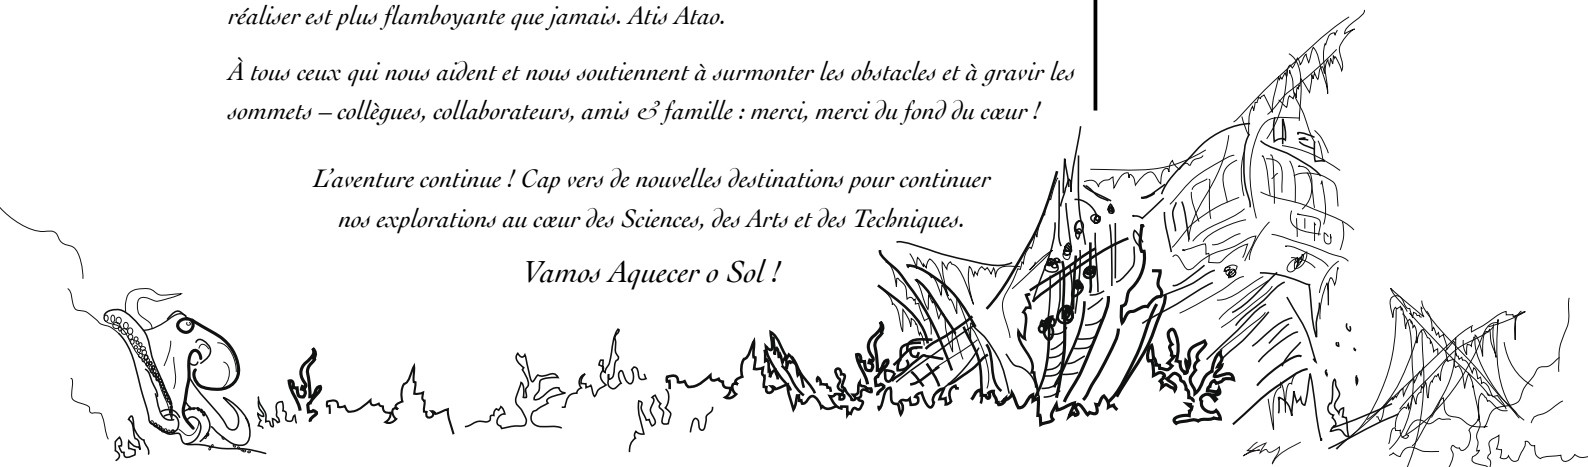 réaliser est plus flamboyante que jamais. Atis Atao.
À tous ceux qui nous aident et nous soutiennent à surmonter les obstacles et à gravir les
sommets – collègues, collaborateurs, amis & famille : merci, merci du fond du cœur !
L’aventure continue ! Cap vers de nouvelles destinations pour continuer
nos explorations au cœur des Sciences, des Arts et des Techniques.
Vamos Aquecer o Sol !